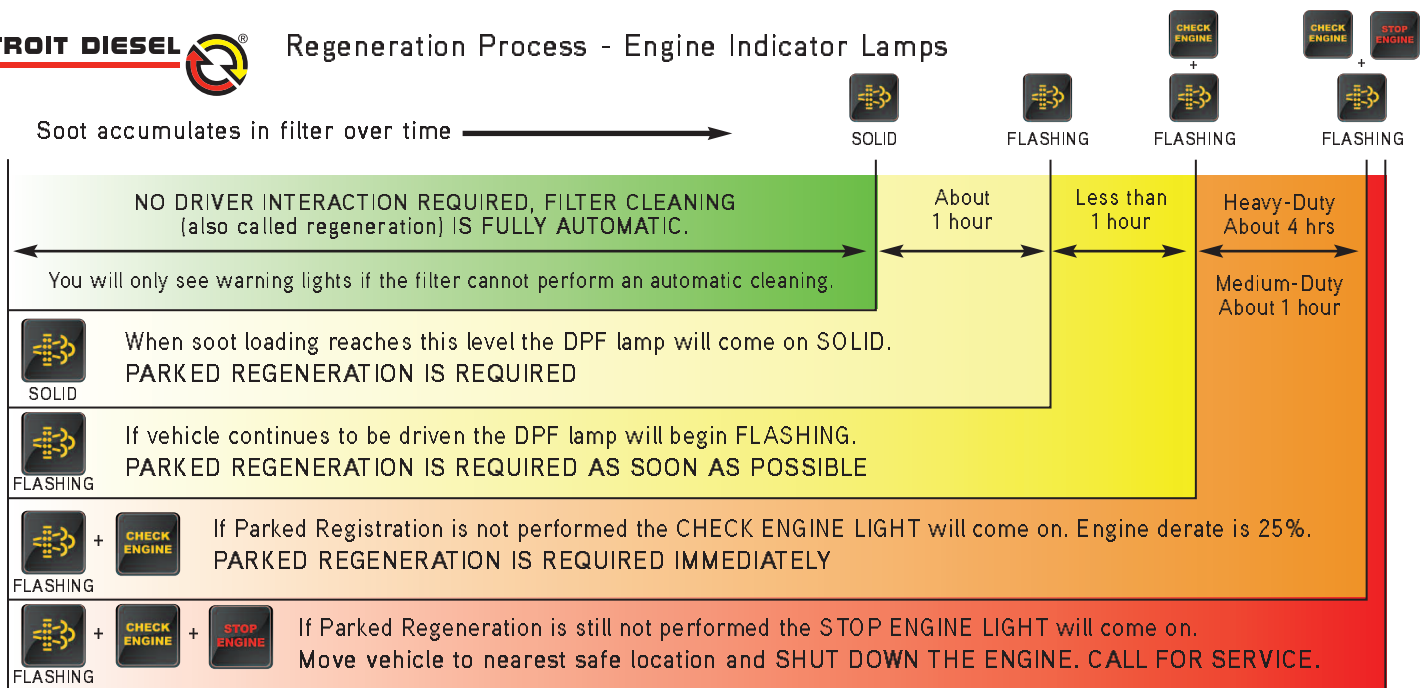 TROIT DIESEL ®
Regeneration Process - Engine Indicator Lamps
CHECK ENGINE
+
CHECK ENGINE
STOP ENGINE
+
Soot accumulates in filter over time
SOLID
FLASHING
FLASHING
FLASHING
NO DRIVER INTERACTION REQUIRED, FILTER CLEANING
(also called regeneration) IS FULLY AUTOMATIC.
You will only see warning lights if the filter cannot perform an automatic cleaning.
About
1 hour
Less than
1 hour
Heavy-Duty
About 4 hrs
Medium-Duty
About 1 hour
SOLID
When soot loading reaches this level the DPF lamp will come on SOLID.
PARKED REGENERATION IS REQUIRED
FLASHING
If vehicle continues to be driven the DPF lamp will begin FLASHING.
PARKED REGENERATION IS REQUIRED AS SOON AS POSSIBLE
FLASHING
+
CHECK ENGINE
If Parked Registration is not performed the CHECK ENGINE LIGHT will come on. Engine derate is 25%.
PARKED REGENERATION IS REQUIRED IMMEDIATELY
FLASHING
+
CHECK ENGINE
+
STOP ENGINE
If Parked Regeneration is still not performed the STOP ENGINE LIGHT will come on.
Move vehicle to nearest safe location and SHUT DOWN THE ENGINE. CALL FOR SERVICE.